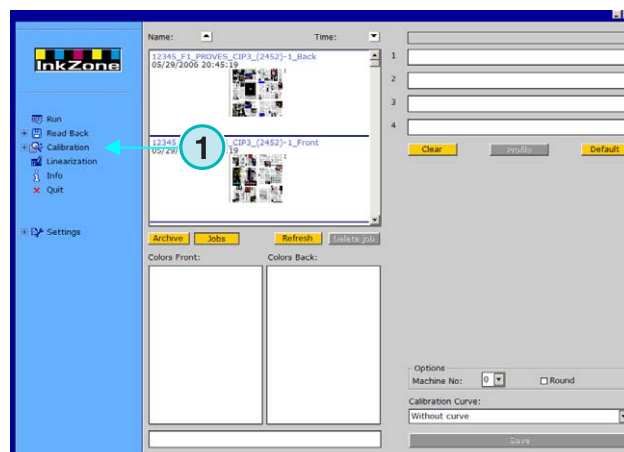 InkZone
Run
Read Back
Calibration
Linearization
Info
Quit
Settings
Name: Time:
12345_F1_PROVES_CIP3_(2452)-1_Back
05/29/2006 20:45:19
12345_ _CIP3_(2452)-1_Front
05/29/ :19
1
Archive Jobs Refresh Delete job
Colors Front: Colors Back:
1
2
3
4
Clear Profile Default
Options
Machine No: 0 Round
Calibration Curve:
Without curve
Save